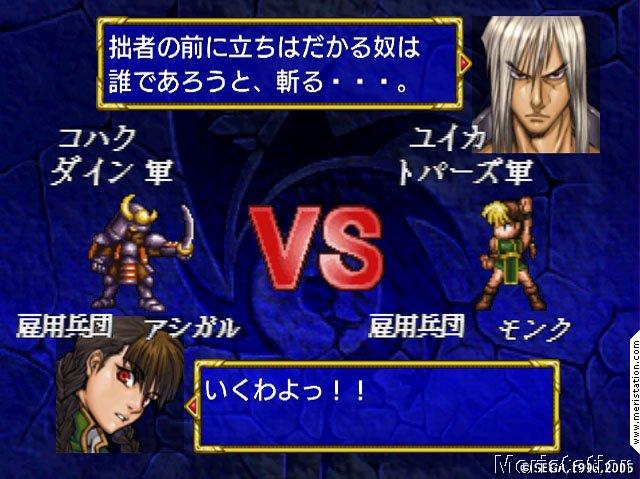 拙者の前に立ちはだかる奴は
誰であろうと、斬る・・・。
コハク
ダイン 軍
ユイカ
トパーズ軍
VS
雇用兵団 アシガル
雇用兵団 モンク
いくわよっ！！
www.meristation.com
Meristation
©SEGA,1996,2005